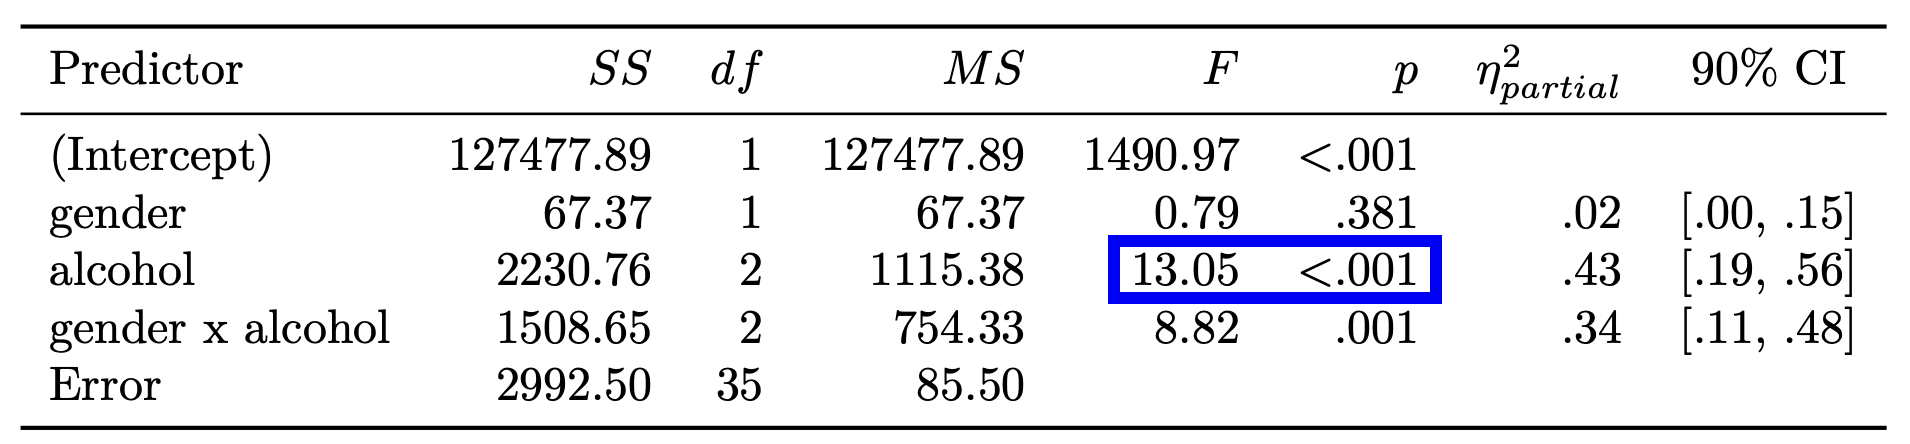 Predictor SS df MS F p η²partial 90% CI
(Intercept) 127477.89 1 127477.89 1490.97 <.001
gender 67.37 1 67.37 0.79 .381 .02 [.00, .15]
alcohol 2230.76 2 1115.38 13.05 <.001 .43 [.19, .56]
gender x alcohol 1508.65 2 754.33 8.82 .001 .34 [.11, .48]
Error 2992.50 35 85.50